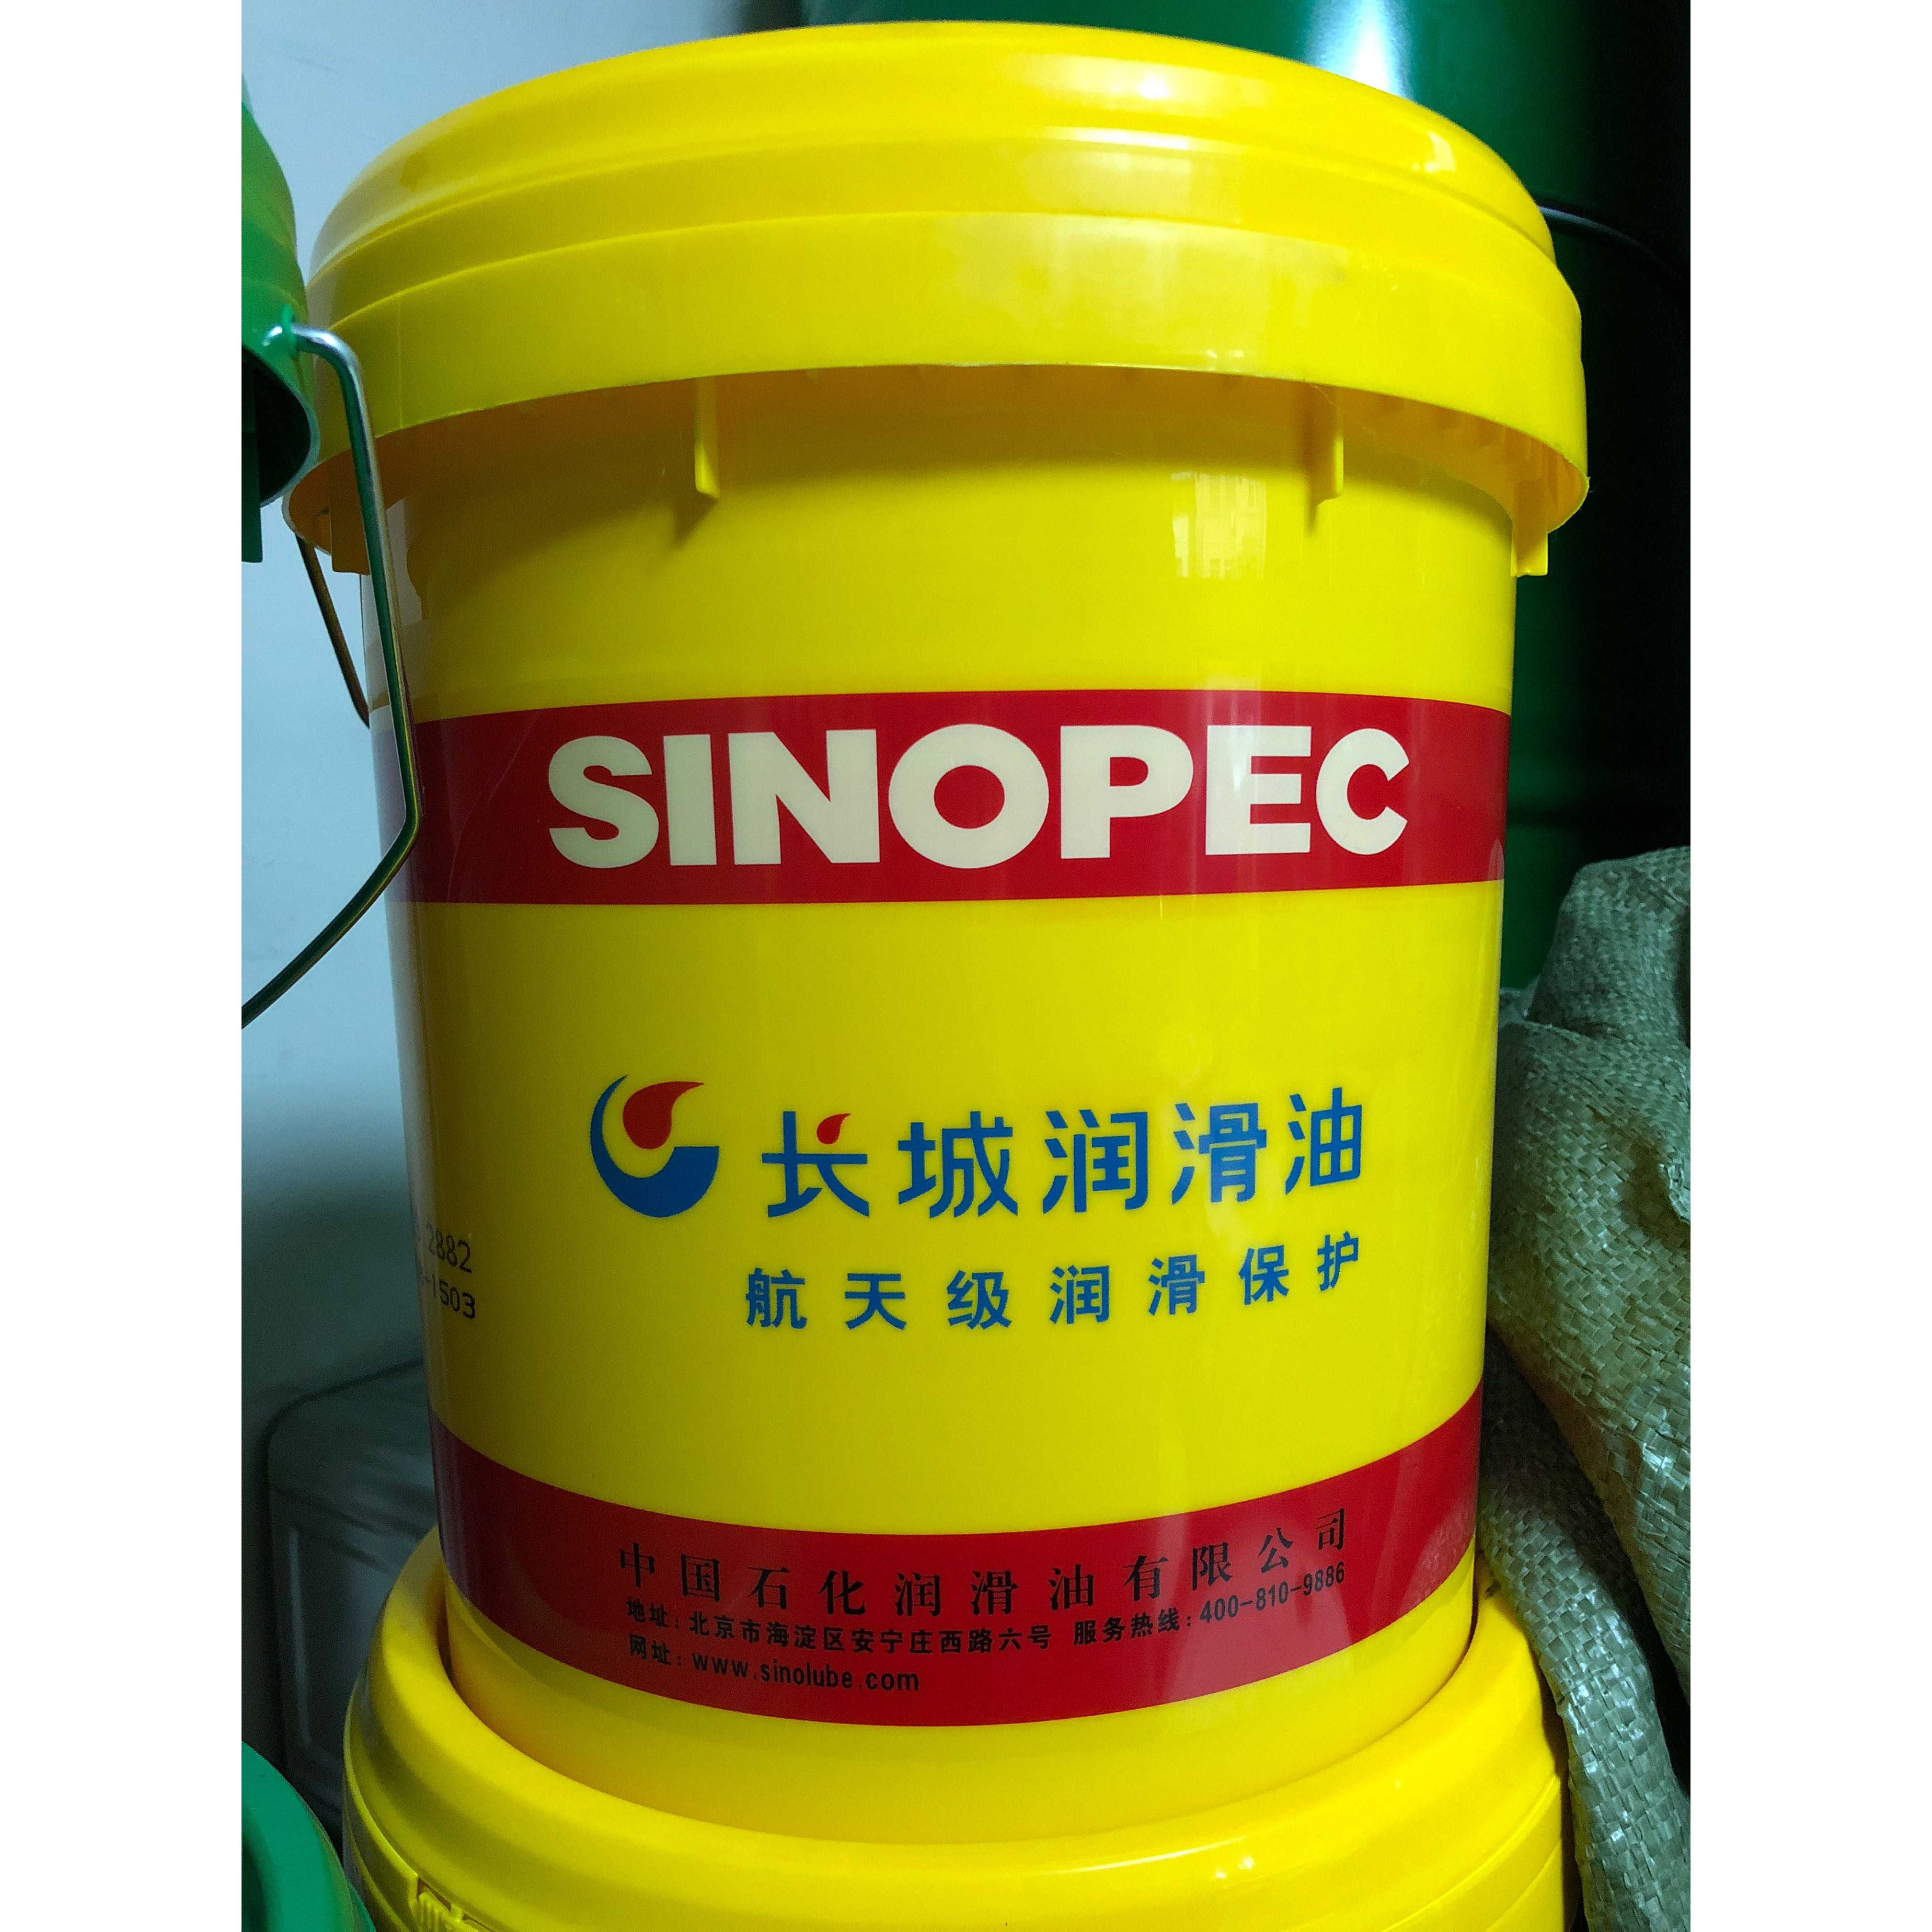 SINOPEC
长城润滑油
航天级润滑保护
2882
-1503
中国石化润滑油有限公司
地址：北京市海淀区安宁庄西路六号 服务热线：400-810-9886
网址：www.sinolube.com